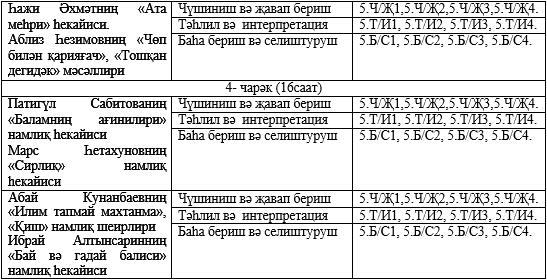 Һажи Әхмәтниң «Ата
меһри» һекайиси.
Аблиз Һезимовниң «Чөп
билән қарияғач», «Тошқан
дегидәк» мәсәллири
Чүшиниш вә җавап бериш
5.Ч/Җ1,5.Ч/Җ2,5.Ч/Җ3,5.Ч/Җ4.
Тәһлил вә интерпретация
5.Т/И1, 5.Т/И2, 5.Т/И3, 5.Т/И4.
Баһа бериш вә селиштуруш
5.Б/С1, 5.Б/С2, 5.Б/С3, 5.Б/С4.
4- чарәк (16саат)
Патигүл Сабитованиң
«Баламниң ағинилири»
намлиқ һекайиси
Марс Һетахуновниң
«Сирлиқ» намлиқ
һекайиси
Чүшиниш вә җавап бериш
5.Ч/Җ1,5.Ч/Җ2,5.Ч/Җ3,5.Ч/Җ4.
Тәһлил вә интерпретация
5.Т/И1, 5.Т/И2, 5.Т/И3, 5.Т/И4.
Баһа бериш вә селиштуруш
5.Б/С1, 5.Б/С2, 5.Б/С3, 5.Б/С4.
Абай Кунанбаевниң
«Илим тапмай махтанма»,
«Қиш» намлиқ шеирлири
Ибрай Алтынсаринниң
«Бай вә гадай балиси»
намлиқ һекайиси
Чүшиниш вә җавап бериш
5.Ч/Җ1,5.Ч/Җ2,5.Ч/Җ3,5.Ч/Җ4.
Тәһлил вә интерпретация
5.Т/И1, 5.Т/И2, 5.Т/И3, 5.Т/И4.
Баһа бериш вә селиштуруш
5.Б/С1, 5.Б/С2, 5.Б/С3, 5.Б/С4.